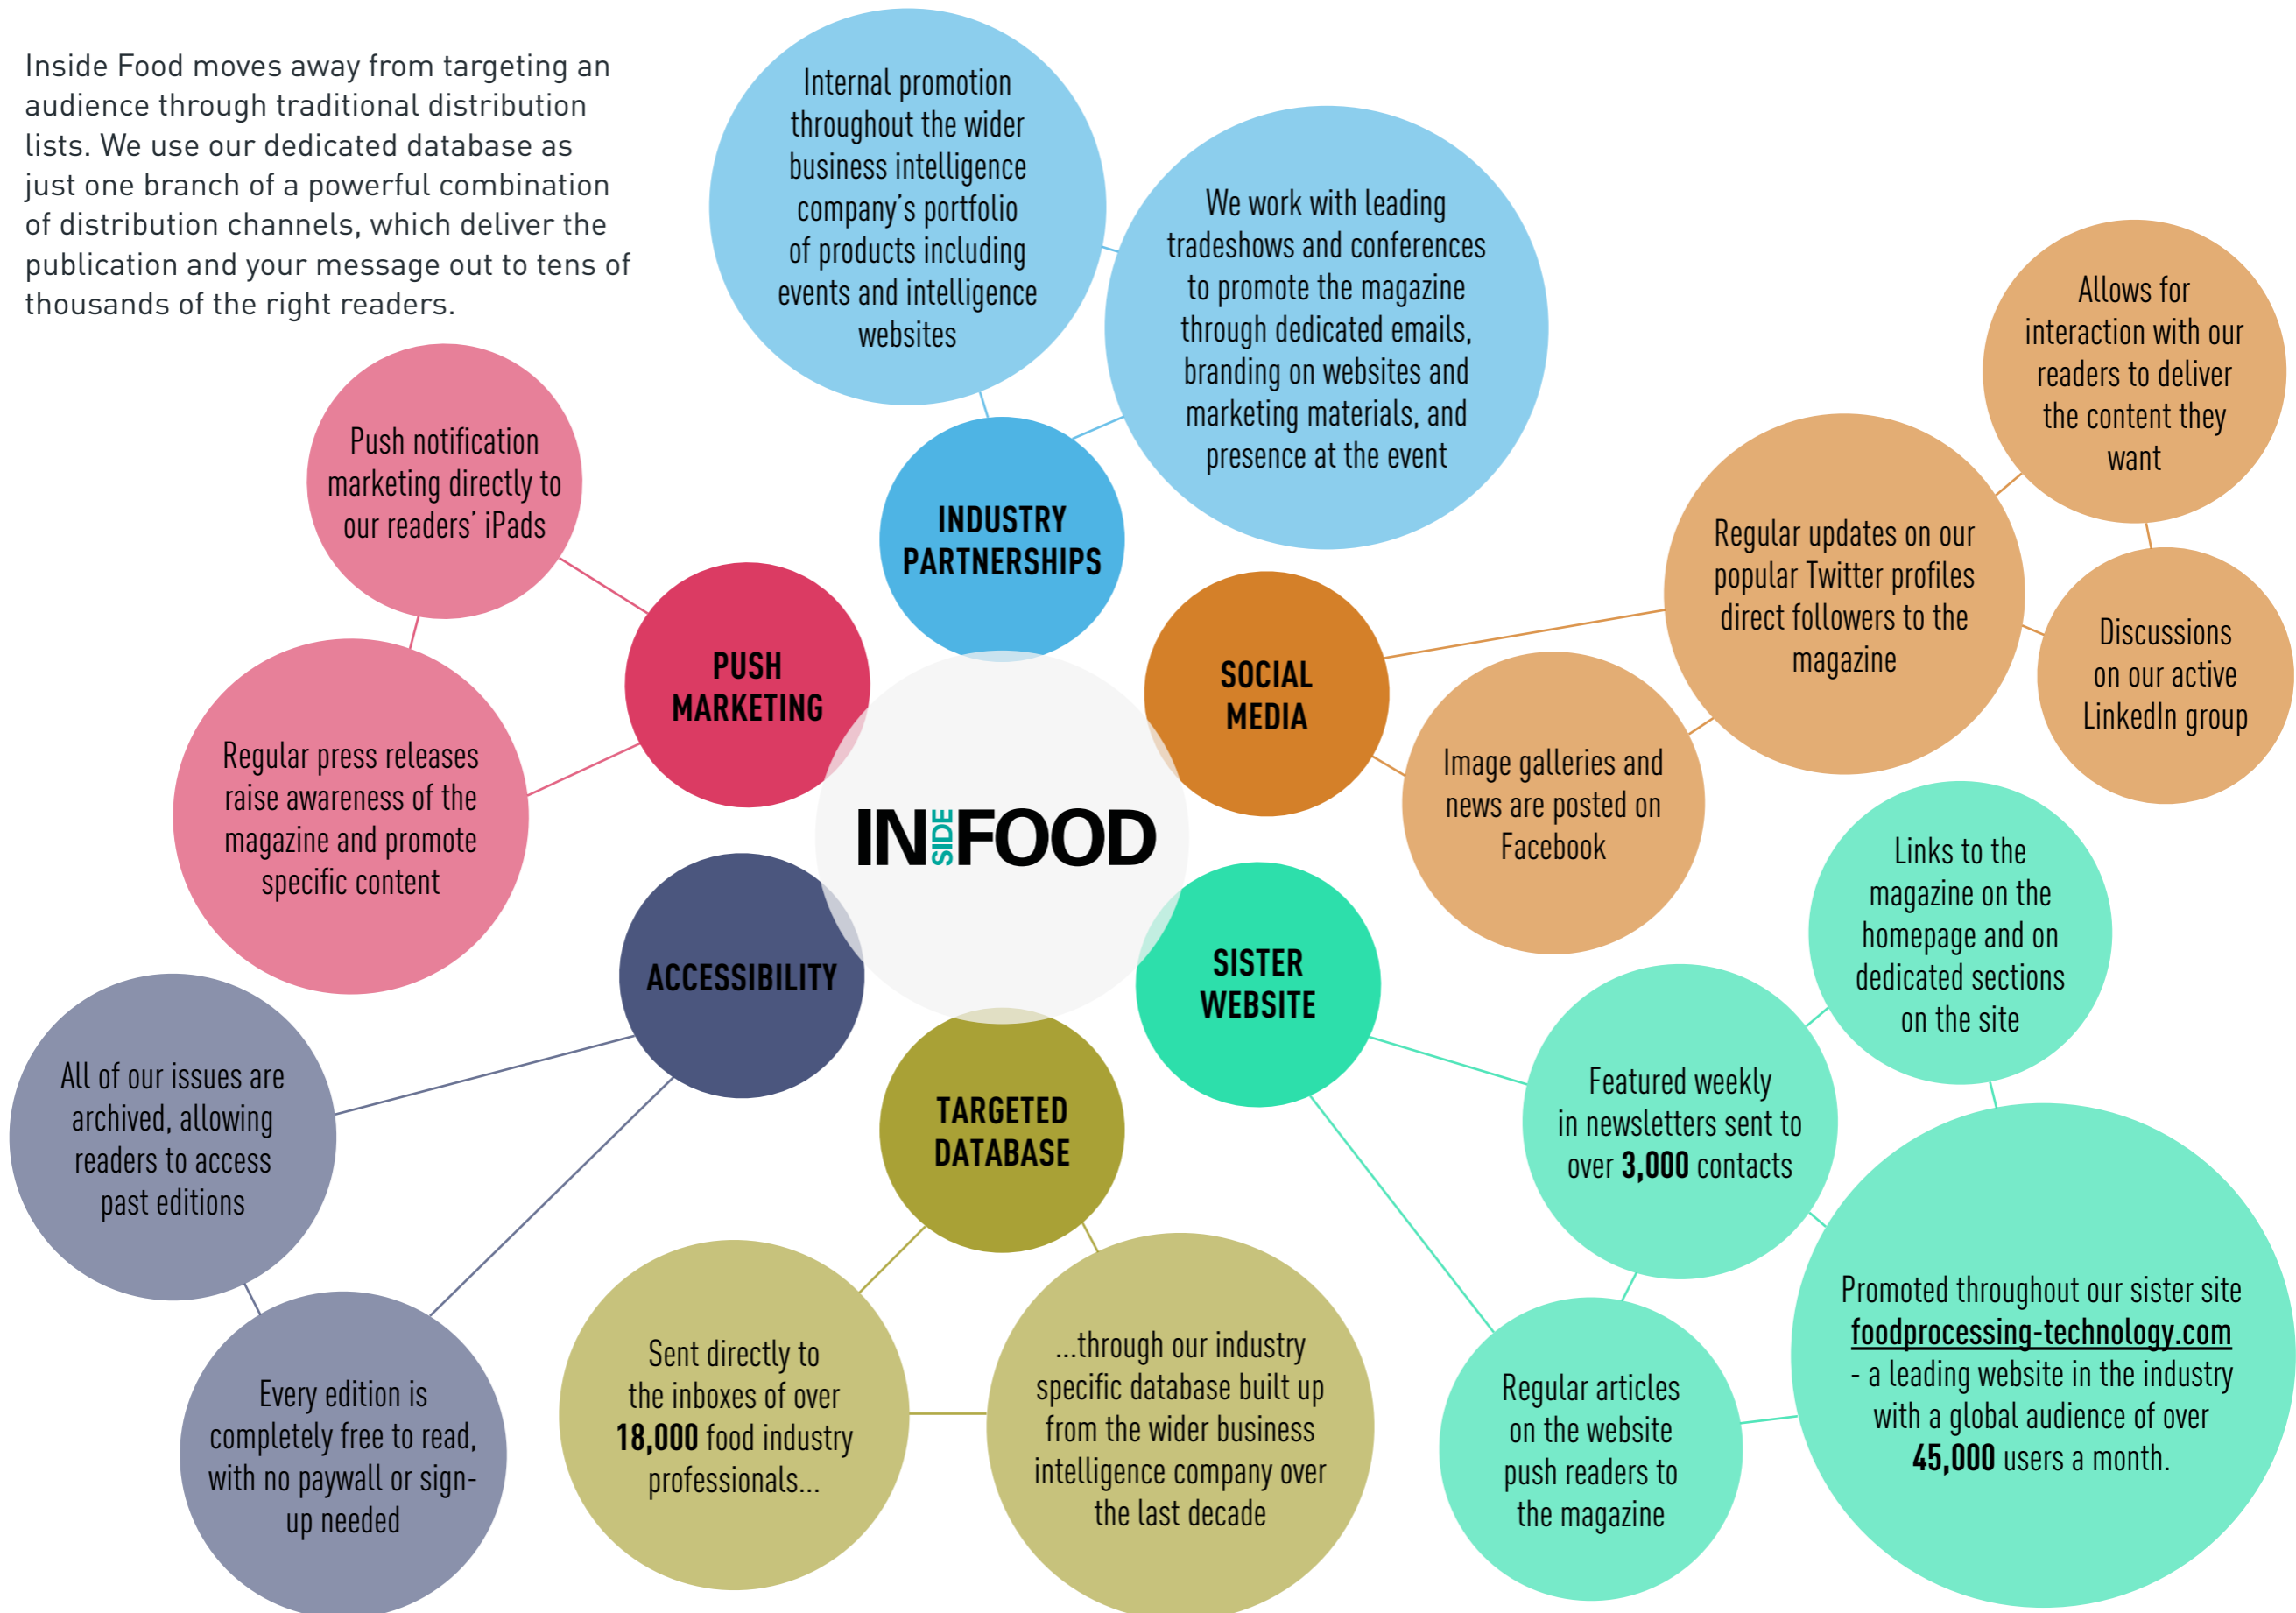 Inside Food moves away from targeting an
audience through traditional distribution
lists. We use our dedicated database as
just one branch of a powerful combination
of distribution channels, which deliver the
publication and your message out to tens of
thousands of the right readers.
Internal promotion
throughout the wider
business intelligence
company's portfolio
of products including
events and intelligence
websites
We work with leading
tradeshows and conferences
to promote the magazine
through dedicated emails,
branding on websites and
marketing materials, and
presence at the event
INDUSTRY
PARTNERSHIPS
Push notification
marketing directly to
our readers' iPads
Regular press releases
raise awareness of the
magazine and promote
specific content
PUSH
MARKETING
SOCIAL
MEDIA
Allows for
interaction with our
readers to deliver
the content they
want
Regular updates on our
popular Twitter profiles
direct followers to the
magazine
Discussions
on our active
LinkedIn group
Image galleries and
news are posted on
Facebook
INSIDEFOOD
ACCESSIBILITY
All of our issues are
archived, allowing
readers to access
past editions
Every edition is
completely free to read,
with no paywall or sign-
up needed
TARGETED
DATABASE
Sent directly to
the inboxes of over
18,000 food industry
professionals...
...through our industry
specific database built up
from the wider business
intelligence company over
the last decade
SISTER
WEBSITE
Links to the
magazine on the
homepage and on
dedicated sections
on the site
Featured weekly
in newsletters sent to
over 3,000 contacts
Regular articles
on the website
push readers to
the magazine
Promoted throughout our sister site
foodprocessing-technology.com
- a leading website in the industry
with a global audience of over
45,000 users a month.